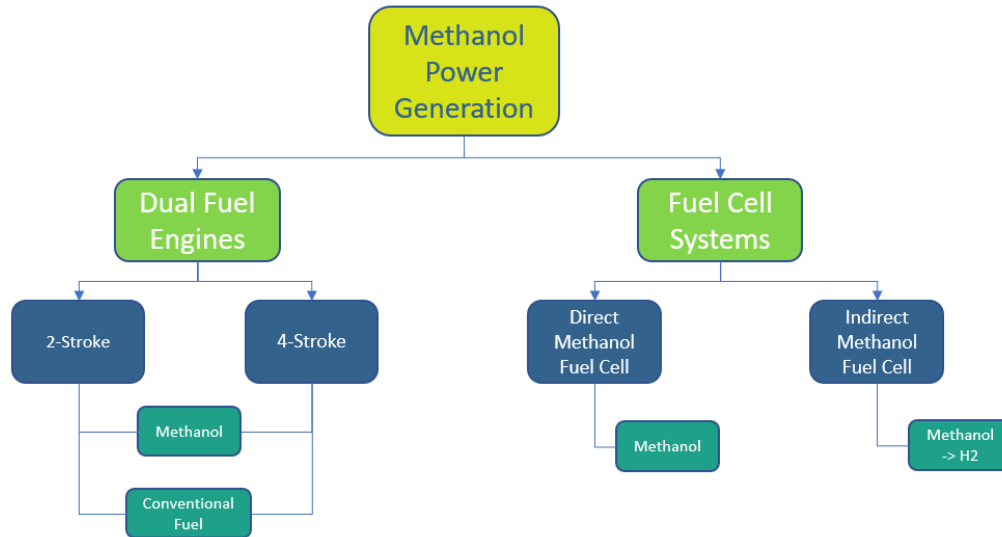 Methanol
Power
Generation
Dual Fuel
Engines
Fuel Cell
Systems
2-Stroke
4-Stroke
Direct
Methanol
Fuel Cell
Indirect
Methanol
Fuel Cell
Methanol
Conventional
Fuel
Methanol
Methanol
-> H2